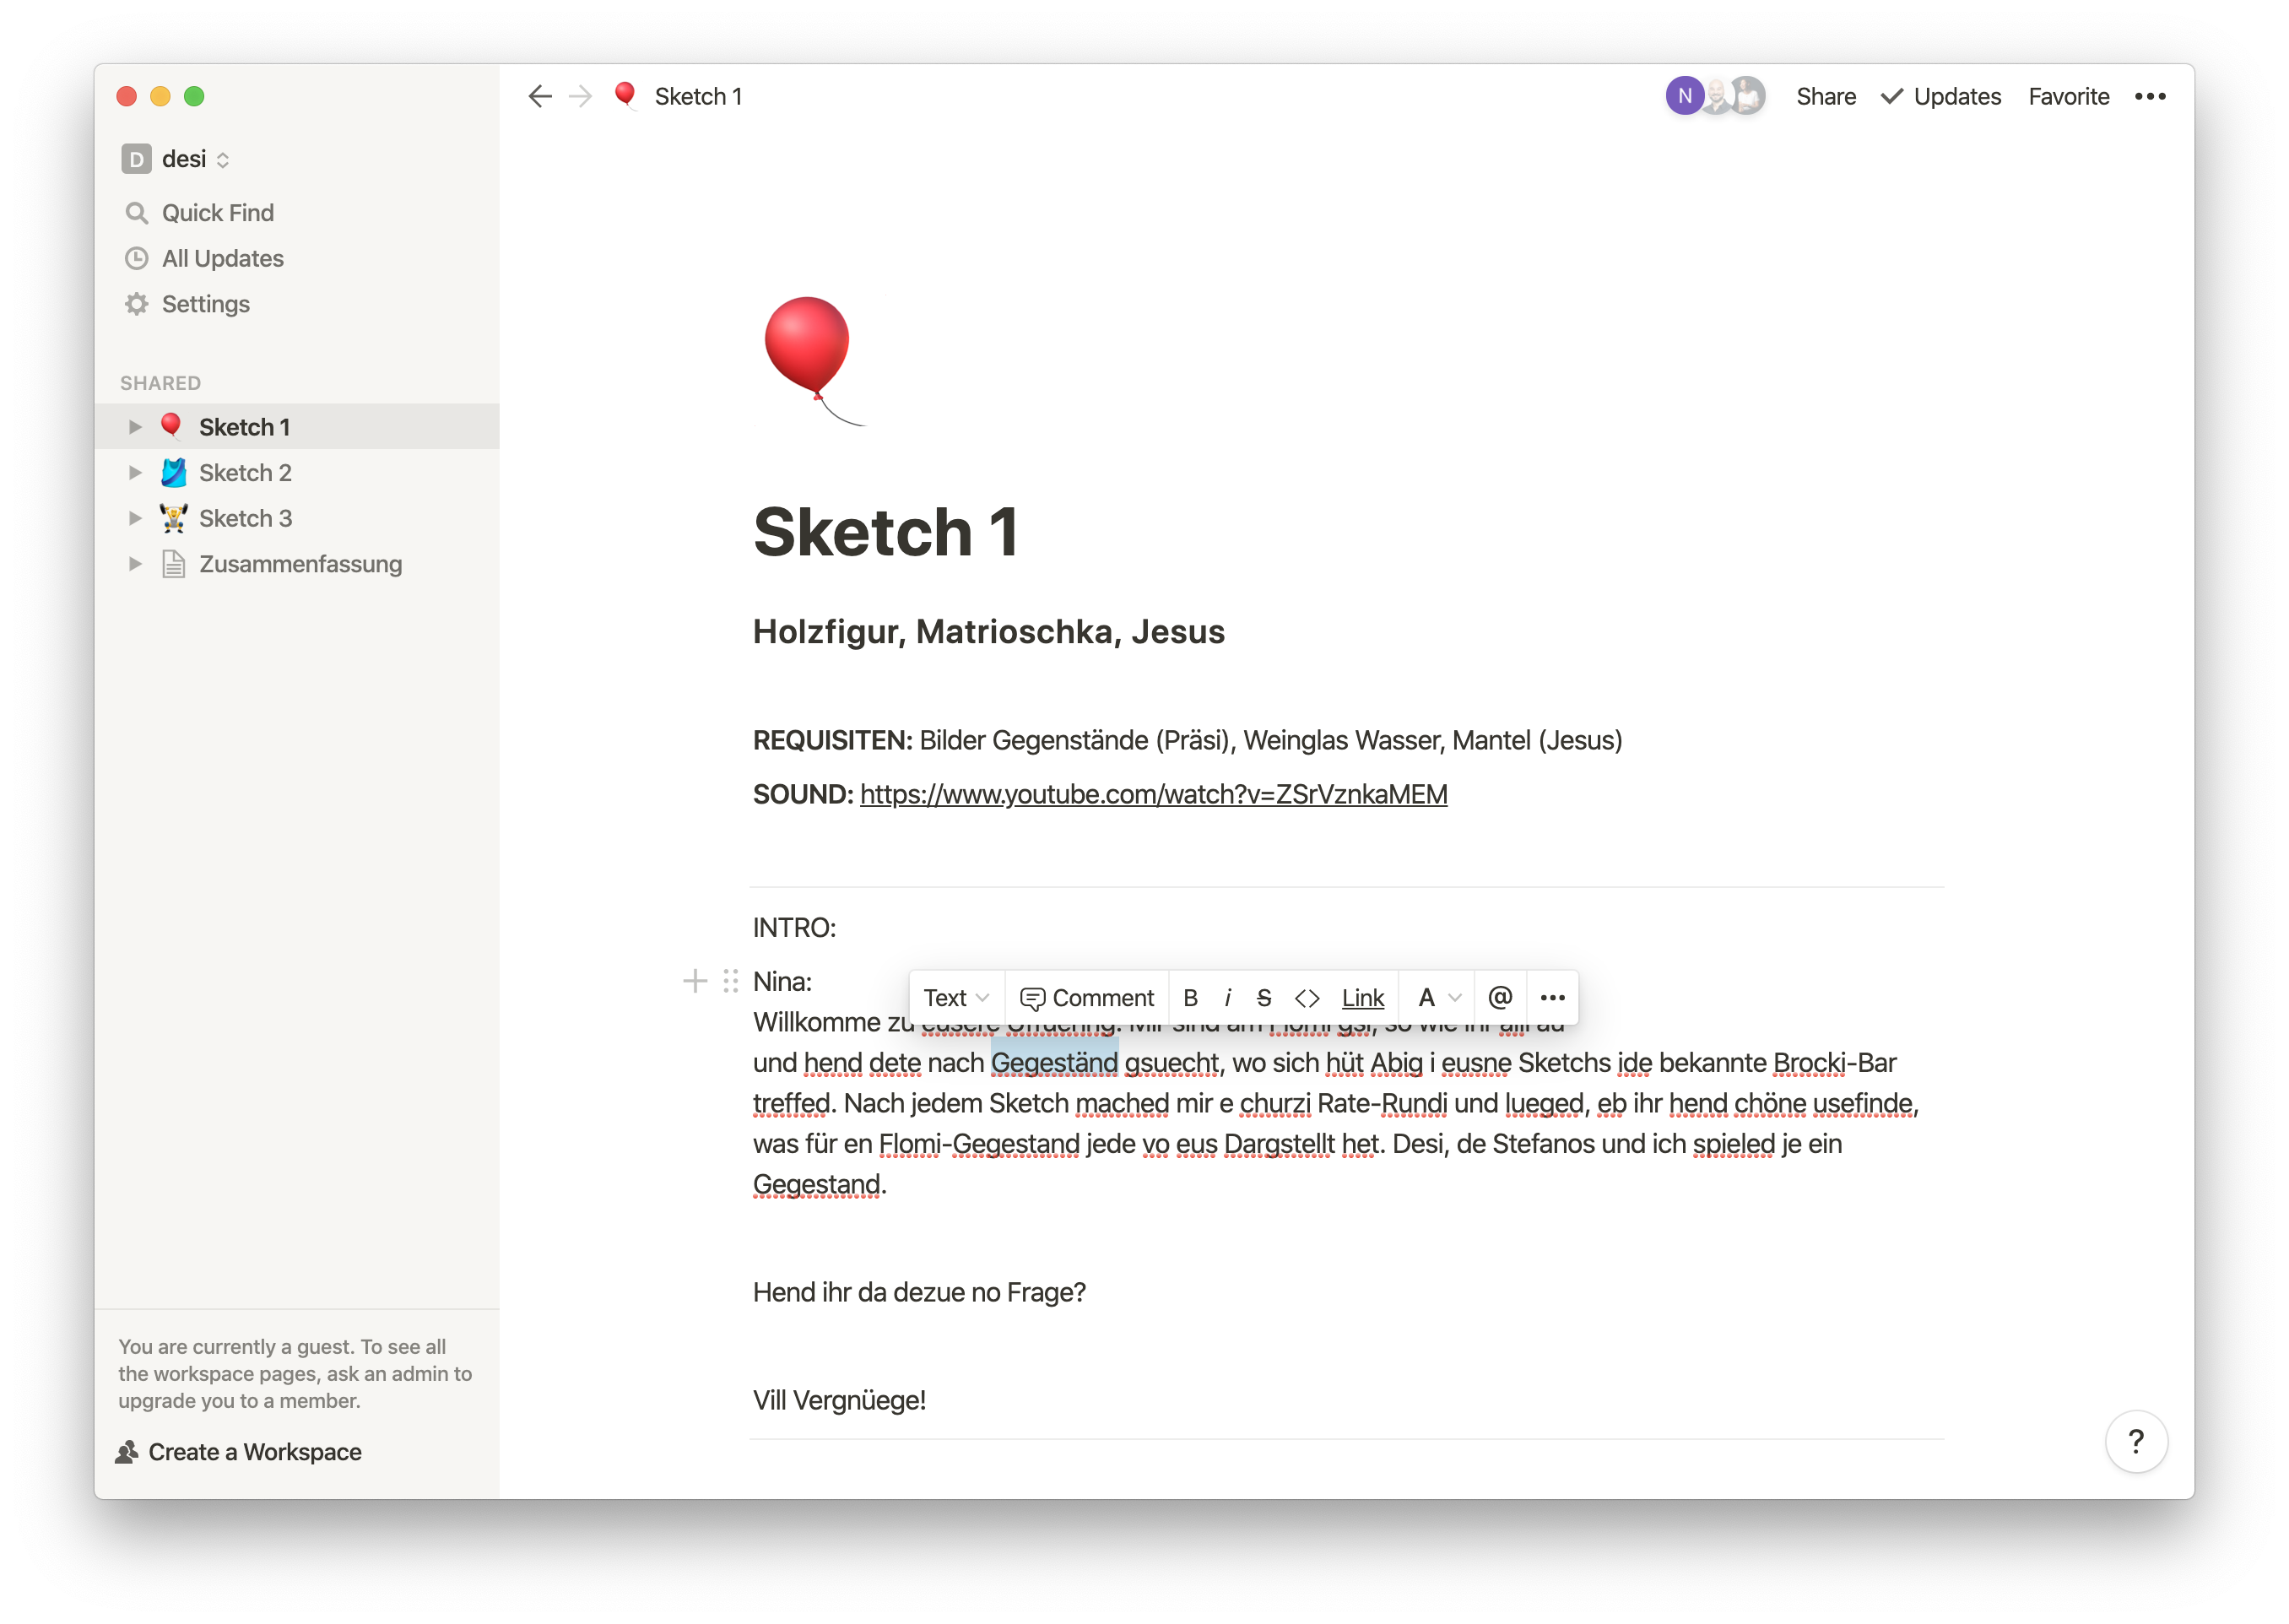 Sketch 1
N
Share
Updates
Favorite
D desi
Quick Find
All Updates
Settings
SHARED
Sketch 1
Sketch 2
Sketch 3
Zusammenfassung
You are currently a guest. To see all
the workspace pages, ask an admin to
upgrade you to a member.
Create a Workspace
Sketch 1
Holzfigur, Matrioschka, Jesus
REQUISITEN: Bilder Gegenstände (Präsi), Weinglas Wasser, Mantel (Jesus)
SOUND: https://www.youtube.com/watch?v=ZSrVznkaMEM
INTRO:
Nina:
Text
Comment
B i S <> Link
A
@
•••
Willkomme zu
und hend dete nach Gegeständ gsuecht, wo sich hüt Abig i eusne Sketchs ide bekannte Brocki-Bar
treffed. Nach jedem Sketch mached mir e churzi Rate-Rundi und lueged, eb ihr hend chöne usefinde,
was für en Flomi-Gegestand jede vo eus Dargstellt het. Desi, de Stefanos und ich spieled je ein
Gegestand.
Hend ihr da dezue no Frage?
Vill Vergnüege!
?